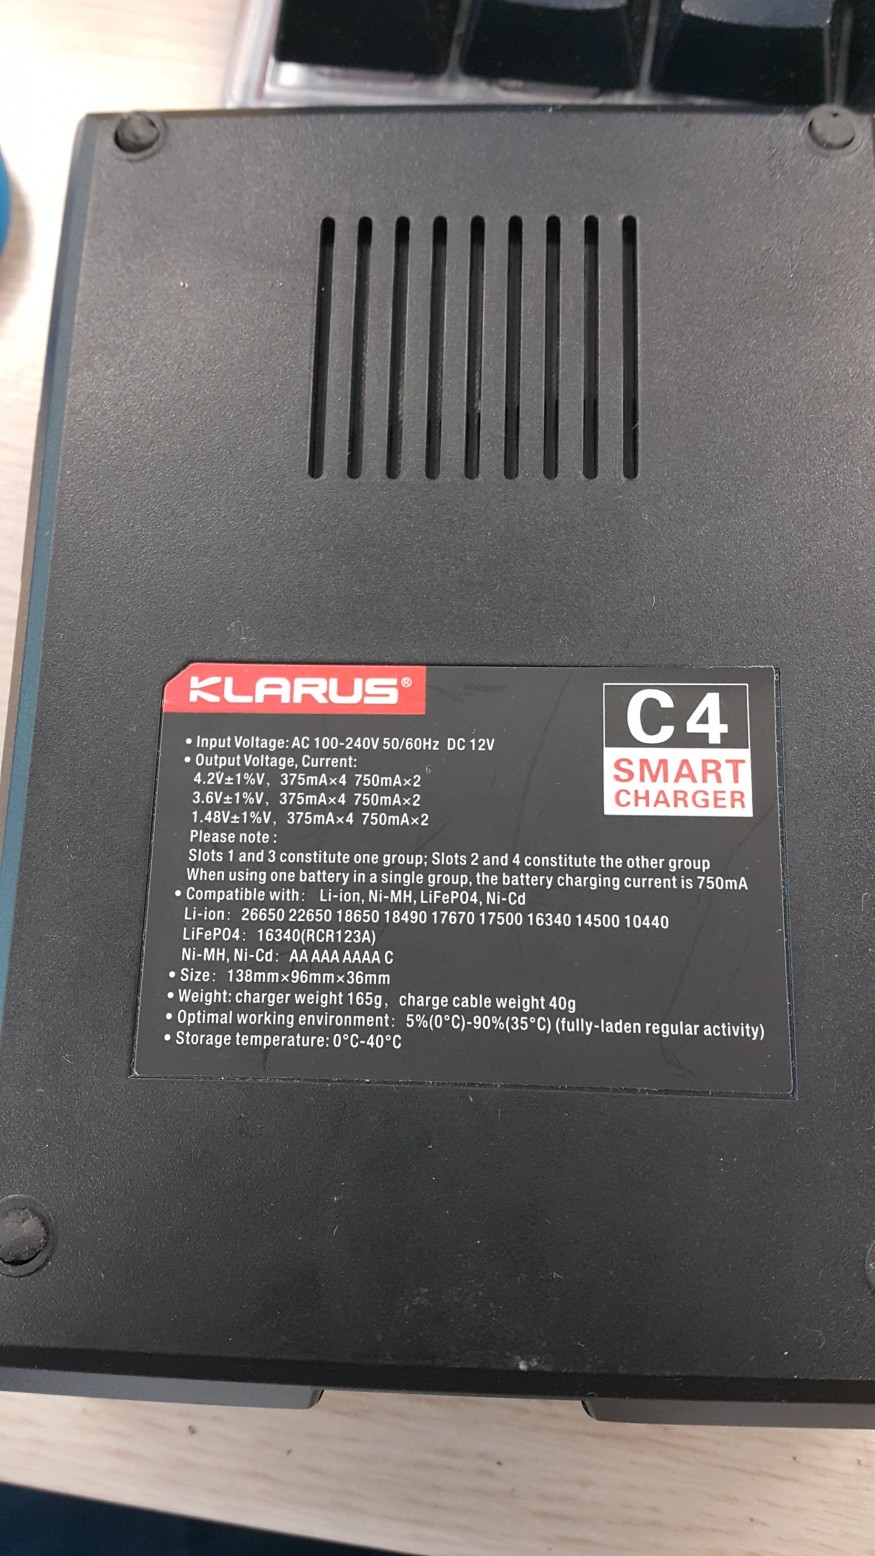 KLARUS®
C4
SMART
CHARGER
• Input Voltage: AC 100-240V 50/60Hz DC 12V
• Output Voltage, Current:
4.2V±1%V, 375mA×4 750mA×2
3.6V±1%V, 375mA×4 750mA×2
1.48V±1%V, 375mA×4 750mA×2
Please note :
Slots 1 and 3 constitute one group; Slots 2 and 4 constitute the other group
When using one battery in a single group, the battery charging current is 750mA
• Compatible with: Li-ion, Ni-MH, LiFePO4, Ni-Cd
Li-ion: 26650 22650 18650 18490 17670 17500 16340 14500 10440
LiFePO4: 16340(RCR123A)
Ni-MH, Ni-Cd: AA AAA AAAA C
• Size: 138mm×96mm×36mm
• Weight: charger weight 165g, charge cable weight 40g
• Optimal working environment: 5%(0°C)-90%(35°C) (fully-laden regular activity)
• Storage temperature: 0°C-40°C